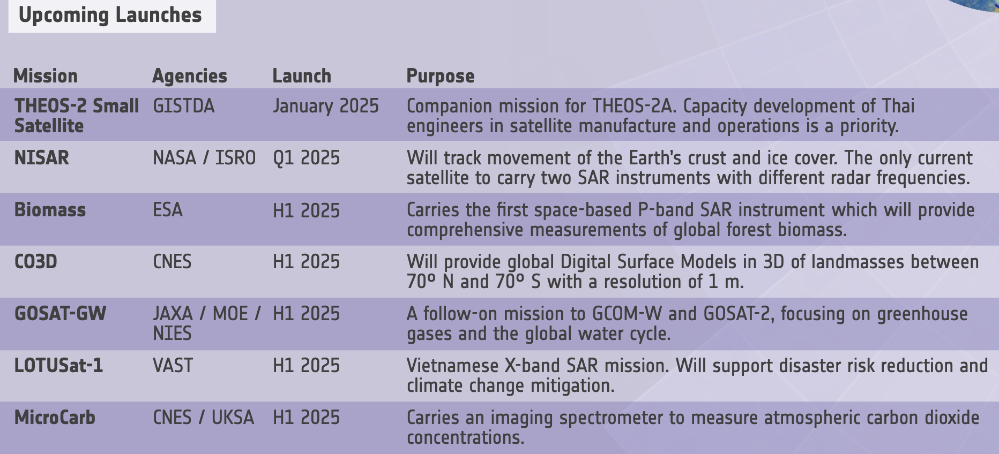 Upcoming Launches
Mission Agencies Launch Purpose
THEOS-2 Small GISTDA January 2025 Companion mission for THEOS-2A. Capacity development of Thai
Satellite engineers in satellite manufacture and operations is a priority.
NISAR NASA / ISRO Q1 2025 Will track movement of the Earth's crust and ice cover. The only current
satellite to carry two SAR instruments with different radar frequencies.
Biomass ESA H1 2025 Carries the first space-based P-band SAR instrument which will provide
comprehensive measurements of global forest biomass.
CO3D CNES H1 2025 Will provide global Digital Surface Models in 3D of landmasses between
70º N and 70º S with a resolution of 1 m.
GOSAT-GW JAXA / MOE / H1 2025 A follow-on mission to GCOM-W and GOSAT-2, focusing on greenhouse
NIES gases and the global water cycle.
LOTUSat-1 VAST H1 2025 Vietnamese X-band SAR mission. Will support disaster risk reduction and
climate change mitigation.
MicroCarb CNES / UKSA H1 2025 Carries an imaging spectrometer to measure atmospheric carbon dioxide
concentrations.